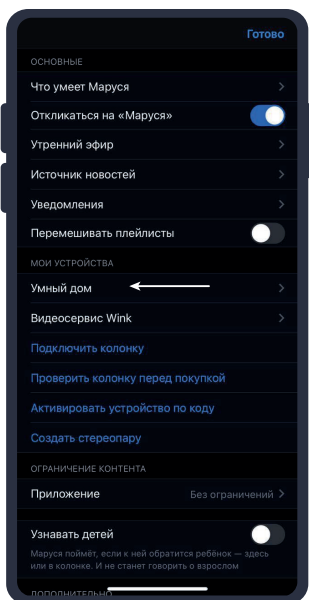 Готово
ОСНОВНЫЕ
Что умеет Маруся
Откликаться на «Маруся»
Утренний эфир
Источник новостей
Уведомления
Перемешивать плейлисты
МОИ УСТРОЙСТВА
Умный дом
Видеосервис Wink
Подключить колонку
Проверить колонку перед покупкой
Активировать устройство по коду
Создать стереопару
ОГРАНИЧЕНИЕ КОНТЕНТА
Приложение Без ограничений
Узнавать детей
Маруся поймёт, если к ней обратится ребёнок — здесь
или в колонке. И не станет говорить о взрослом
ДОПОЛНИТЕЛЬНО